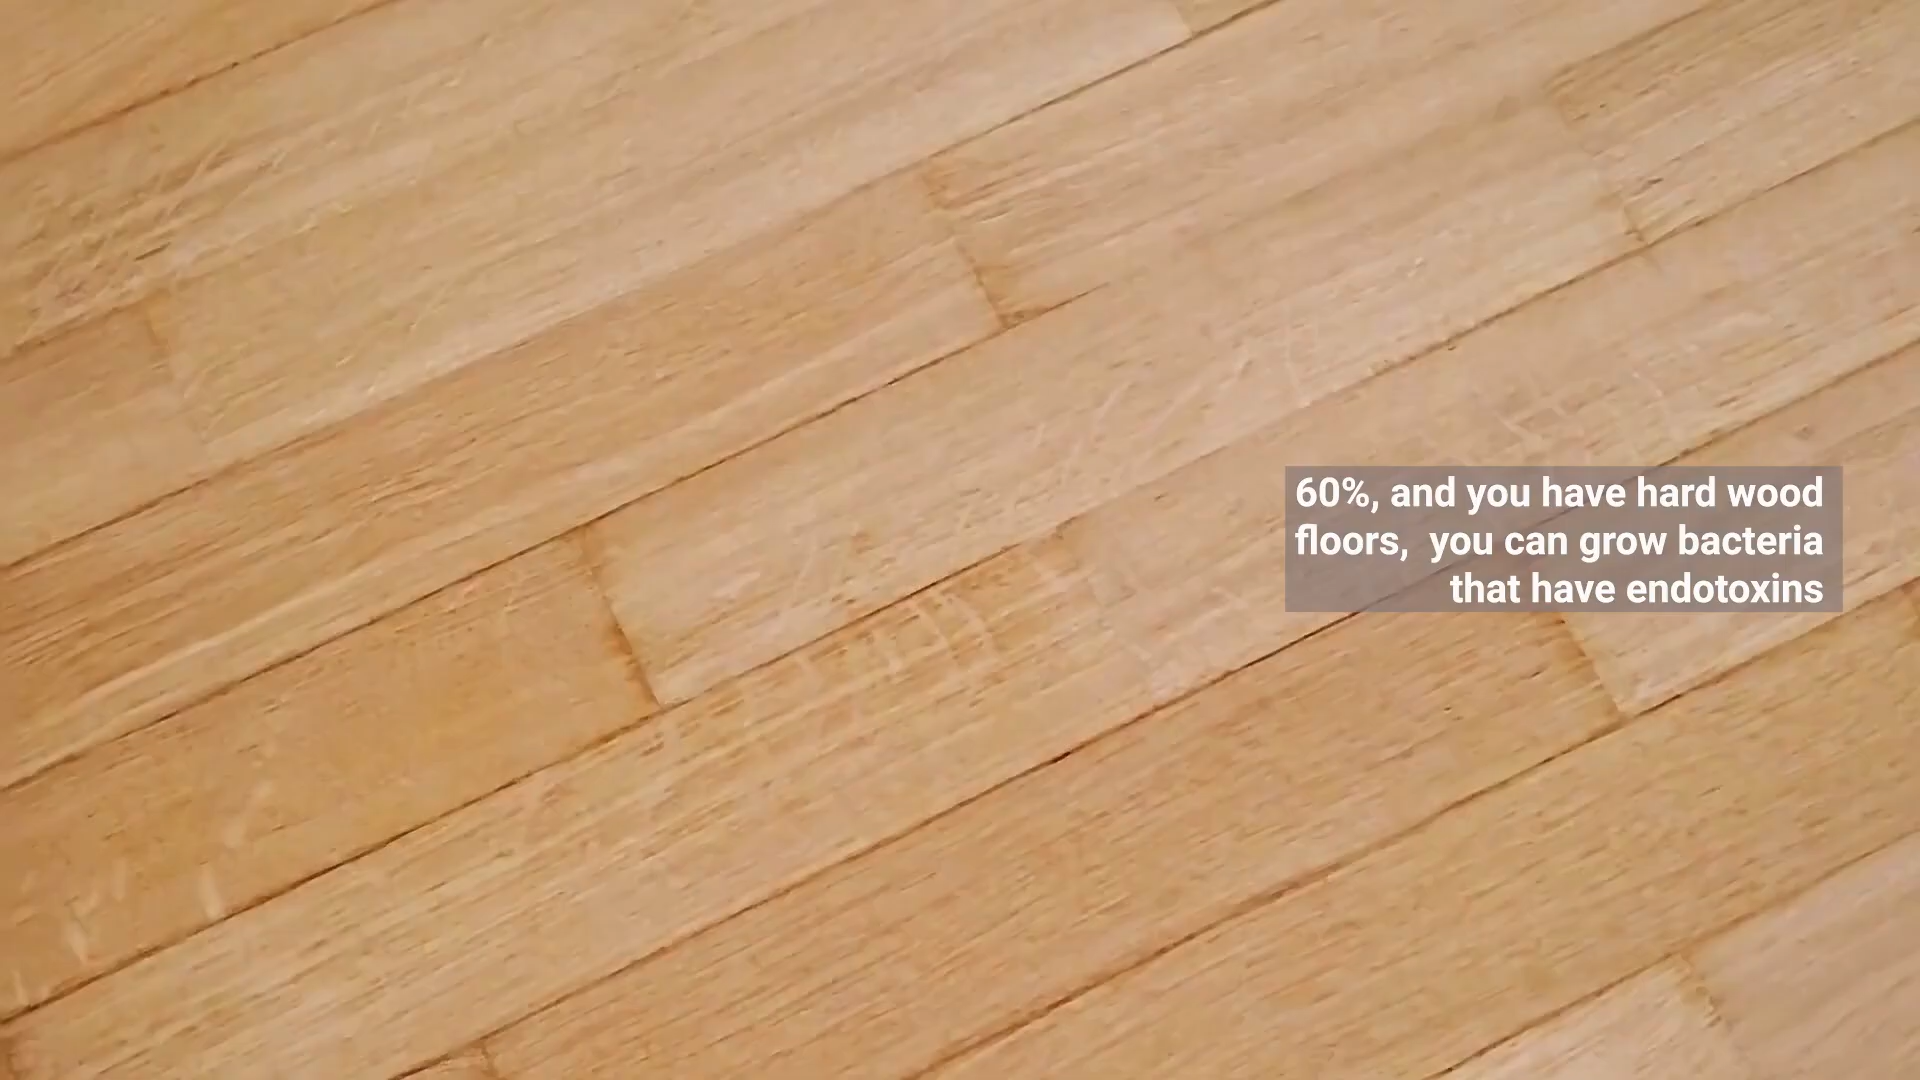 60%, and you have hard wood
floors,  you can grow bacteria
that have endotoxins